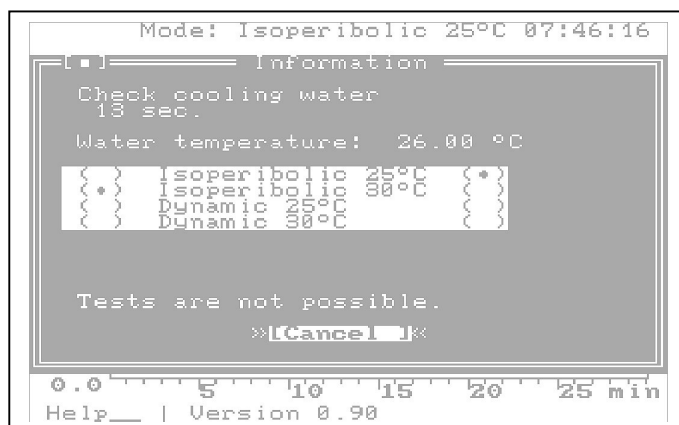 Mode: Isoperibolic 25°C 07:46:16
[■] Information
Check cooling water
13 sec.
Water temperature: 26.00 °C
( ) Isoperibolic 25°C (•)
(•) Isoperibolic 30°C ( )
( ) Dynamic 25°C ( )
( ) Dynamic 30°C ( )
Tests are not possible.
»[Cancel ]«
0.0 5 10 15 20 25 min
Help__ | Version 0.90